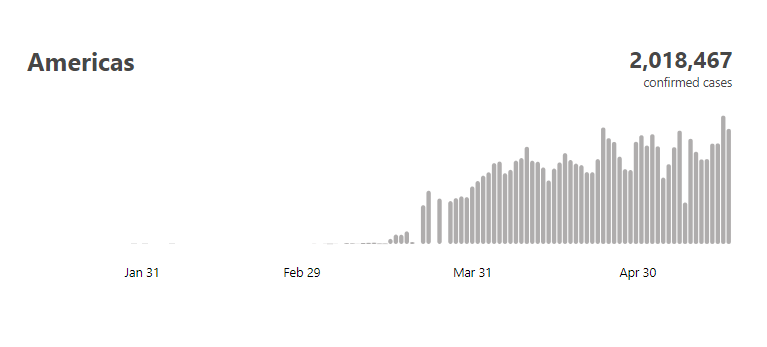 Americas
2,018,467
confirmed cases
Jan 31
Feb 29
Mar 31
Apr 30